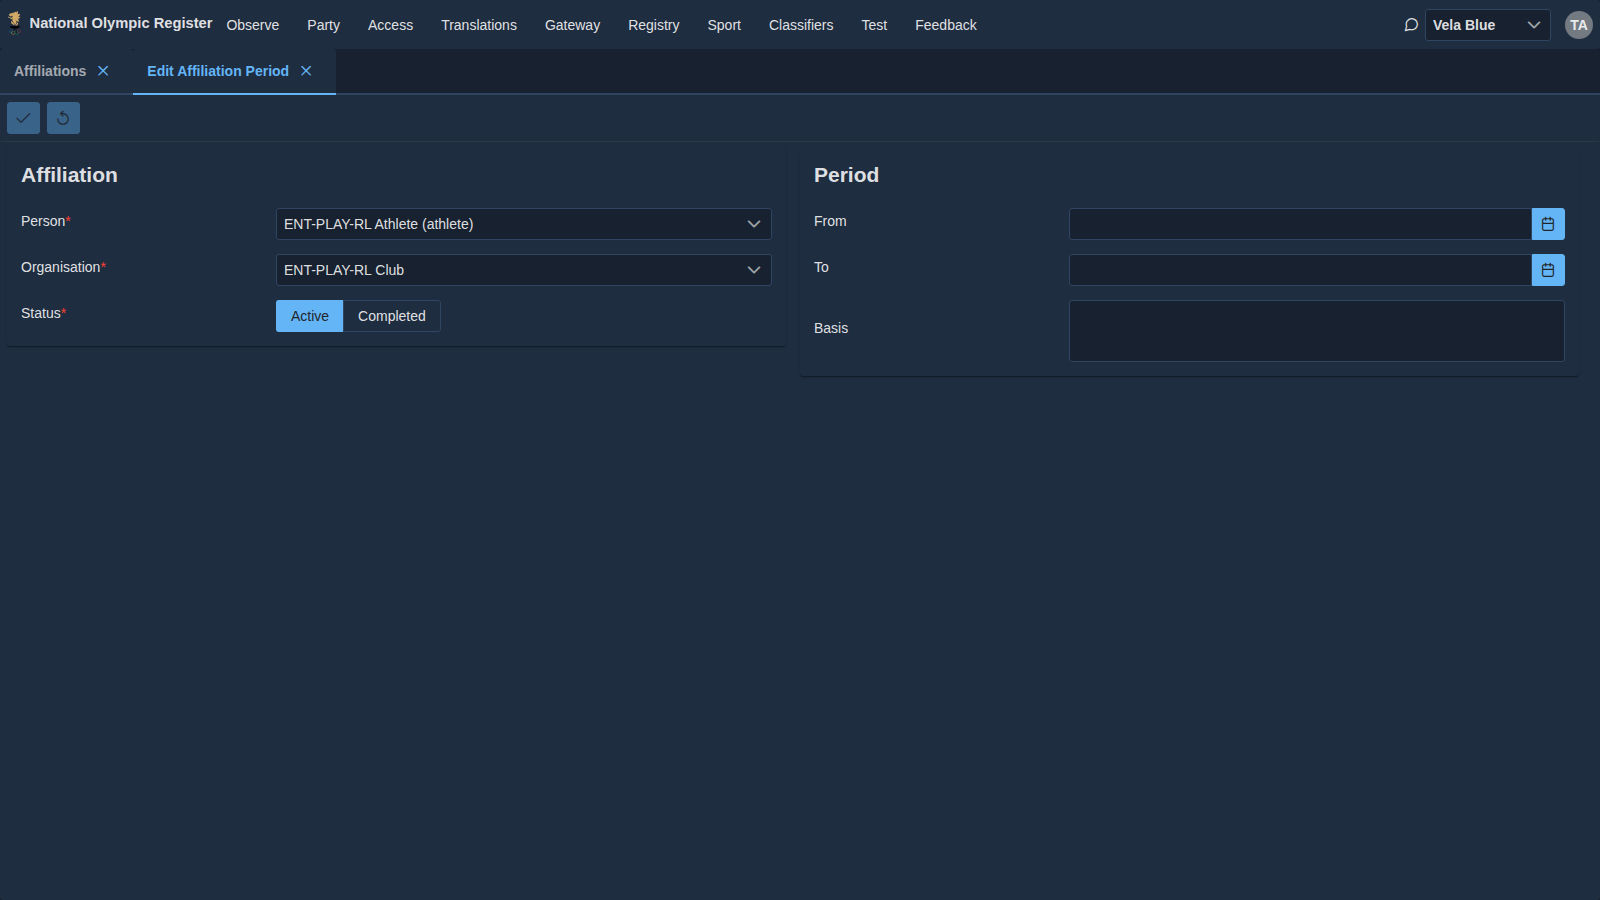 National Olympic Register Observe Party Access Translations Gateway Registry Sport Classifiers Test Feedback Vela Blue TA
Affiliations Edit Affiliation Period
Affiliation
Person* ENT-PLAY-RL Athlete (athlete)
Organisation* ENT-PLAY-RL Club
Status* Active Completed
Period
From
To
Basis